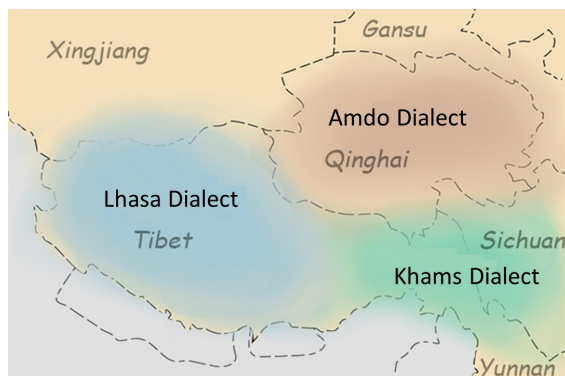 Gansu
Xingjiang
Amdo Dialect
Qinghai
Lhasa Dialect
Tibet
Sichuan
Khams Dialect
Yunnan